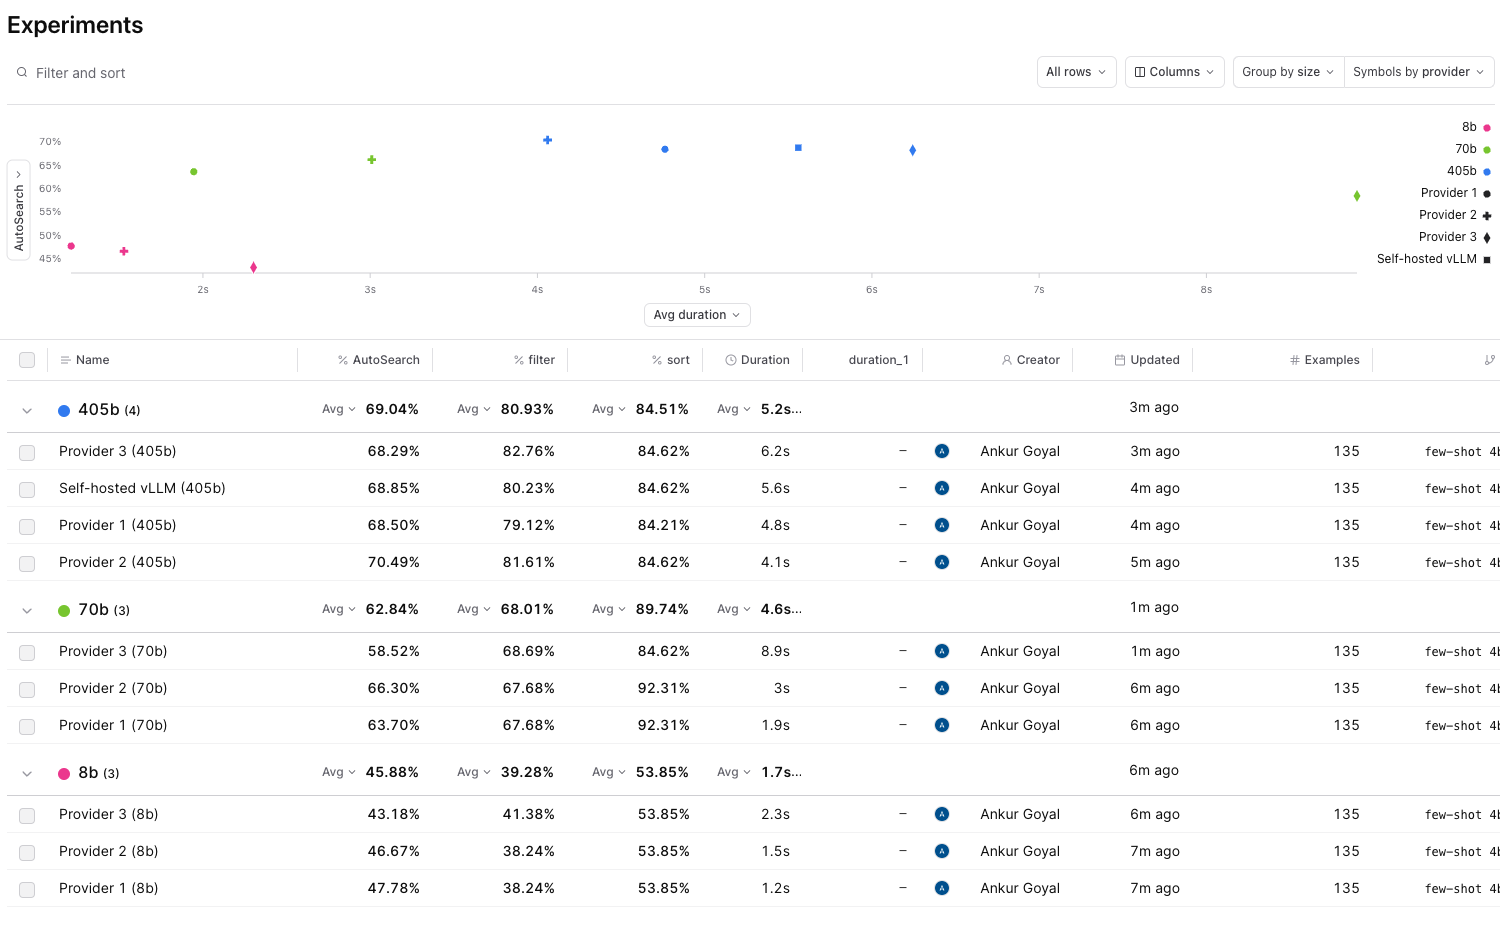 Experiments
Filter and sort
All rows
Columns
Group by size
Symbols by provider
AutoSearch
70%
65%
60%
55%
50%
45%
2s 3s 4s 5s 6s 7s 8s
Avg duration
8b
70b
405b
Provider 1
Provider 2
Provider 3
Self-hosted vLLM
Name % AutoSearch % filter % sort Duration duration_1 Creator Updated # Examples
405b (4) Avg 69.04% Avg 80.93% Avg 84.51% Avg 5.2s... 3m ago
Provider 3 (405b) 68.29% 82.76% 84.62% 6.2s – A Ankur Goyal 3m ago 135 few-shot 4b
Self-hosted vLLM (405b) 68.85% 80.23% 84.62% 5.6s – A Ankur Goyal 4m ago 135 few-shot 4b
Provider 1 (405b) 68.50% 79.12% 84.21% 4.8s – A Ankur Goyal 4m ago 135 few-shot 4b
Provider 2 (405b) 70.49% 81.61% 84.62% 4.1s – A Ankur Goyal 5m ago 135 few-shot 4b
70b (3) Avg 62.84% Avg 68.01% Avg 89.74% Avg 4.6s... 1m ago
Provider 3 (70b) 58.52% 68.69% 84.62% 8.9s – A Ankur Goyal 1m ago 135 few-shot 4b
Provider 2 (70b) 66.30% 67.68% 92.31% 3s – A Ankur Goyal 6m ago 135 few-shot 4b
Provider 1 (70b) 63.70% 67.68% 92.31% 1.9s – A Ankur Goyal 6m ago 135 few-shot 4b
8b (3) Avg 45.88% Avg 39.28% Avg 53.85% Avg 1.7s... 6m ago
Provider 3 (8b) 43.18% 41.38% 53.85% 2.3s – A Ankur Goyal 6m ago 135 few-shot 4b
Provider 2 (8b) 46.67% 38.24% 53.85% 1.5s – A Ankur Goyal 7m ago 135 few-shot 4b
Provider 1 (8b) 47.78% 38.24% 53.85% 1.2s – A Ankur Goyal 7m ago 135 few-shot 4b